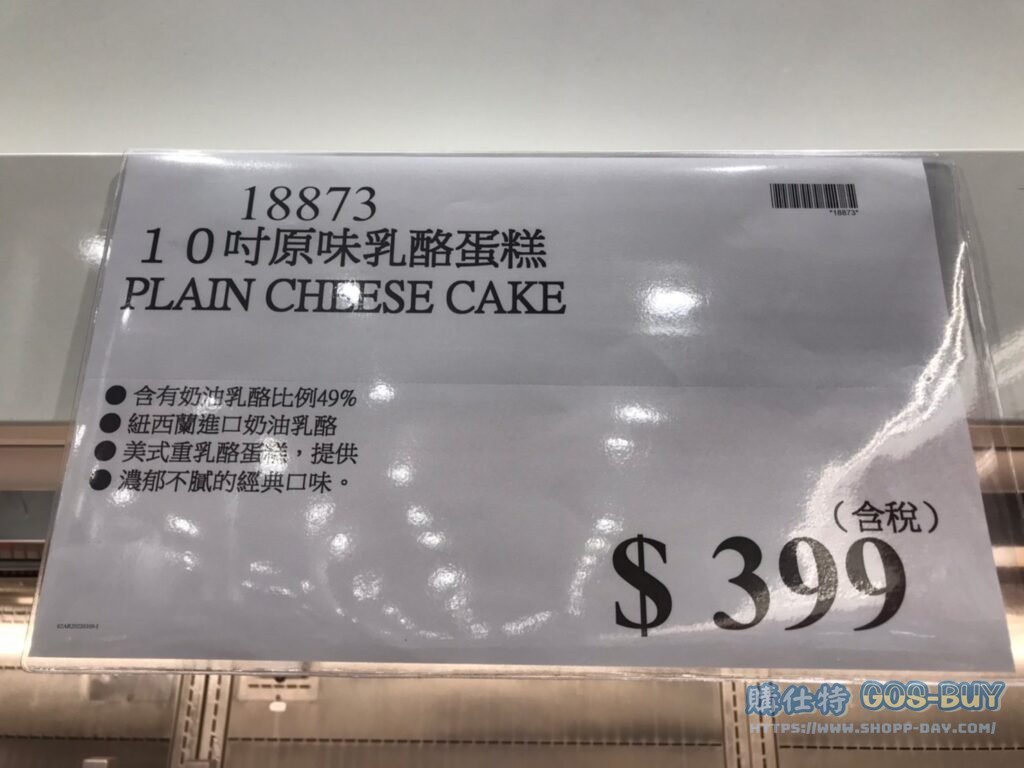 18873
*18873*
１０吋原味乳酪蛋糕
PLAIN CHEESE CAKE
● 含有奶油乳酪比例49%
● 紐西蘭進口奶油乳酪
● 美式重乳酪蛋糕，提供
● 濃郁不膩的經典口味。
（含稅）
$ 399
購仕特 GOS-BUY
HTTPS://WWW.SHOPP-DAY.COM/